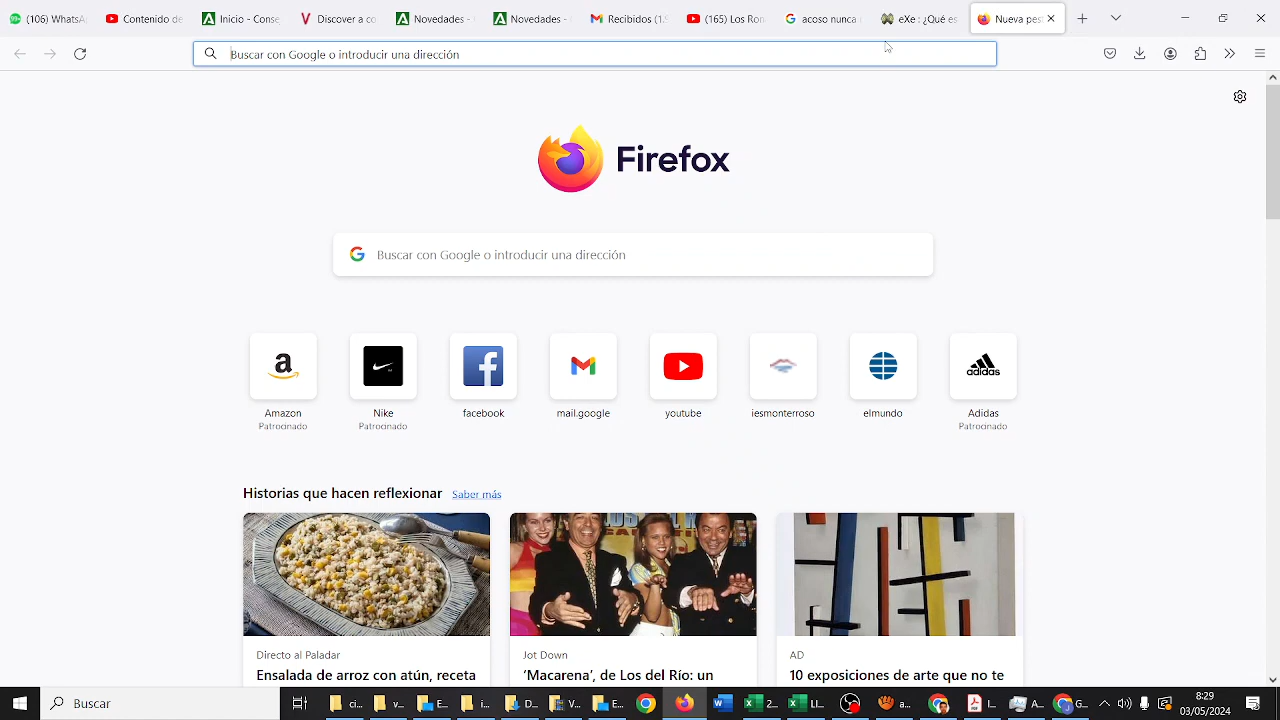 (106) WhatsA
Contenido de
Inicio - Conse
Discover a co
Novedades -
Novedades -
Recibidos (1.
(165) Los Ron
acoso nunca
eXe : ¿Qué es
Nueva pes
Buscar con Google o introducir una dirección
Firefox
Buscar con Google o introducir una dirección
a
adidas
Amazon
Patrocinado
Nike
Patrocinado
facebook
mail.google
youtube
iesmonterroso
elmundo
Adidas
Patrocinado
Historias que hacen reflexionar Saber más
Directo al Paladar
Ensalada de arroz con atún, receta
Jot Down
‘Macarena’, de Los del Río: un
AD
10 exposiciones de arte que no te
Buscar
8:29
03/05/2024